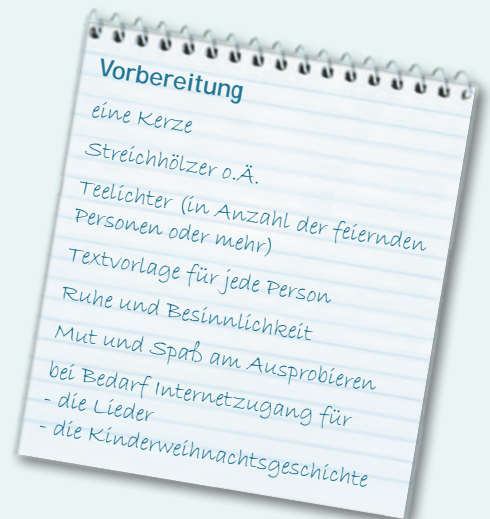 Vorbereitung
eine Kerze
Streichhölzer o.Ä.
Teelichter (in Anzahl der feiernden
Personen oder mehr)
Textvorlage für jede Person
Ruhe und Besinnlichkeit
Mut und Spaß am Ausprobieren
bei Bedarf Internetzugang für
- die Lieder
- die Kinderweihnachtsgeschichte